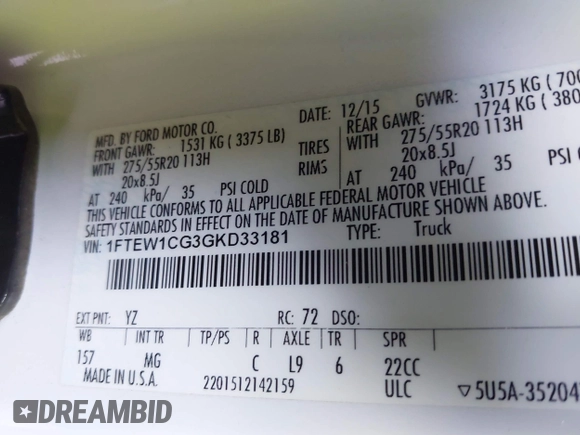 MFD. BY FORD MOTOR CO.
DATE: 12/15
GVWR: 3175 KG ( 700
FRONT GAWR: 1531 KG ( 3375 LB)
REAR GAWR: 1724 KG ( 380
WITH 275/55R20 113H
TIRES
WITH 275/55R20 113H
20x8.5J
RIMS
20x8.5J
AT 240 kPa/ 35 PSI COLD
AT 240 kPa/ 35
THIS VEHICLE CONFORMS TO ALL APPLICABLE FEDERAL MOTOR VEHICLE
SAFETY STANDARDS IN EFFECT ON THE DATE OF MANUFACTURE SHOWN ABOVE.
VIN: 1FTEW1CG3GKD33181
TYPE: Truck
EXT PNT: YZ
RC: 72 DSO:
WB INT TR TP/PS R AXLE TR SPR
157 MG C L9 6 22CC
MADE IN U.S.A. 2201512142159 ULC ▽5U5A-35204
DREAMBID